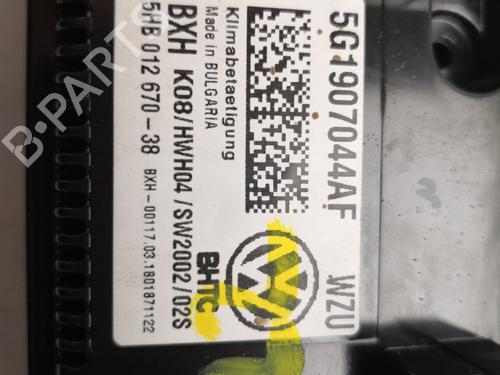 5G1907044AF WZU
Klimabetaetigung
Made in BULGARIA
BHTC
BXH K08/HWH04/SW2002/02S
5HB 012 670-38 BXH-00117.03.1801871122
B-PARTS